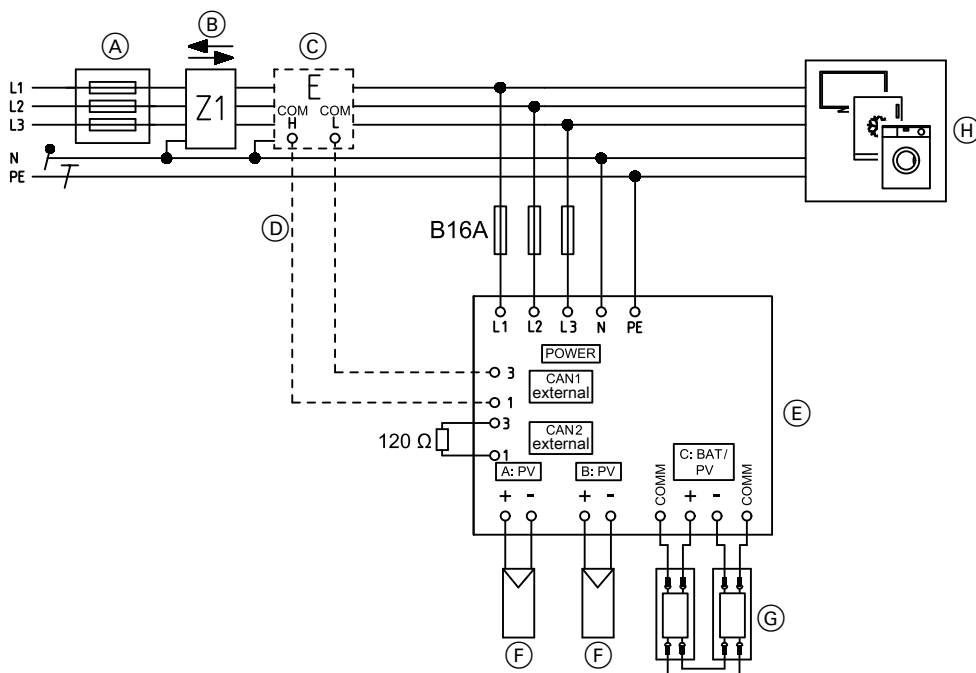 A
B
C
L1
L2
L3
N
PE
Z1
E
COM
H
COM
L
N
H
D
B16A
L1
L2
L3
N
PE
POWER
3
CAN1
external
1
3
CAN2
external
1
120 Ω
E
A: PV
B: PV
C: BAT/
PV
+ -
+ -
COMM
+ -
COMM
F
F
G